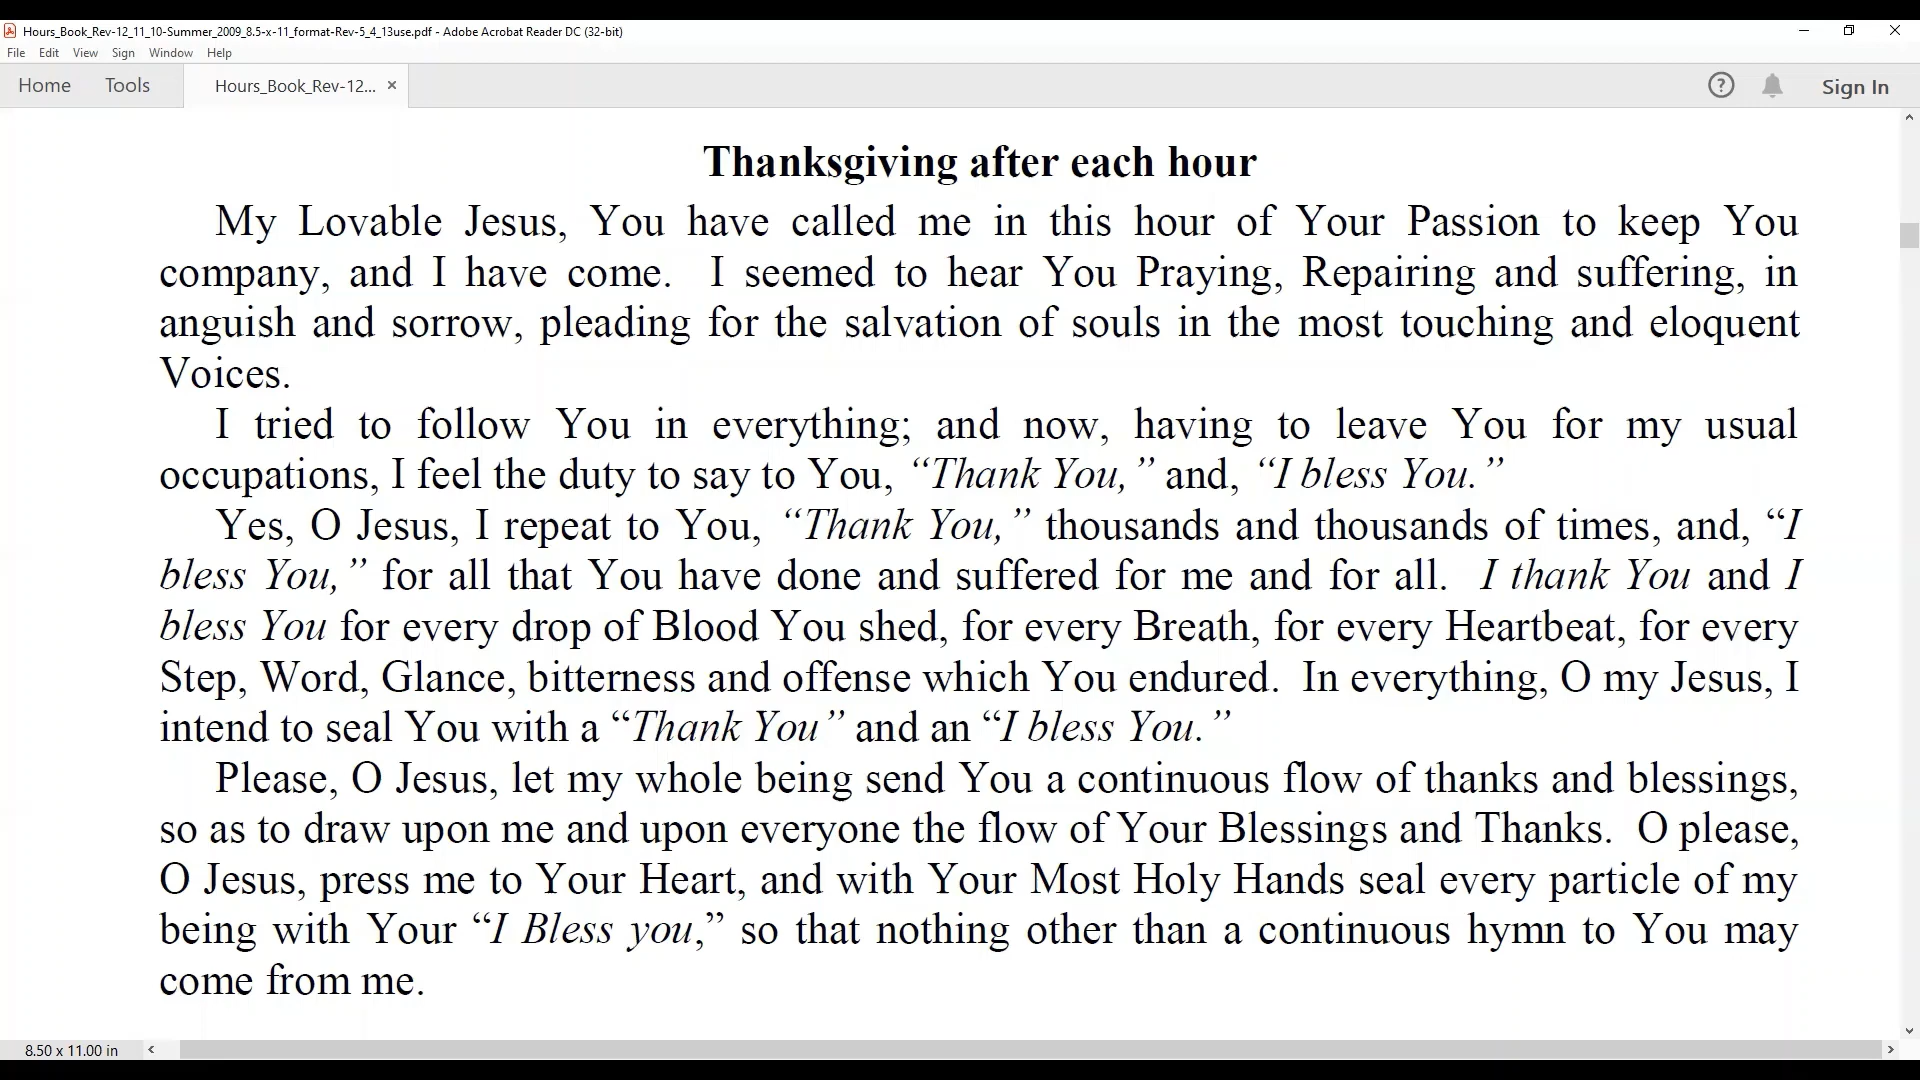 Hours_Book_Rev-12_11_10-Summer_2009_8.5-x-11_format-Rev-5_4_13use.pdf - Adobe Acrobat Reader DC (32-bit)
File Edit View Sign Window Help
Home Tools Hours_Book_Rev-12... × Sign In
Thanksgiving after each hour
My Lovable Jesus, You have called me in this hour of Your Passion to keep You
company, and I have come. I seemed to hear You Praying, Repairing and suffering, in
anguish and sorrow, pleading for the salvation of souls in the most touching and eloquent
Voices.
I tried to follow You in everything; and now, having to leave You for my usual
occupations, I feel the duty to say to You, “Thank You,” and, “I bless You.”
Yes, O Jesus, I repeat to You, “Thank You,” thousands and thousands of times, and, “I
bless You,” for all that You have done and suffered for me and for all. I thank You and I
bless You for every drop of Blood You shed, for every Breath, for every Heartbeat, for every
Step, Word, Glance, bitterness and offense which You endured. In everything, O my Jesus, I
intend to seal You with a “Thank You” and an “I bless You.”
Please, O Jesus, let my whole being send You a continuous flow of thanks and blessings,
so as to draw upon me and upon everyone the flow of Your Blessings and Thanks. O please,
O Jesus, press me to Your Heart, and with Your Most Holy Hands seal every particle of my
being with Your “I Bless you,” so that nothing other than a continuous hymn to You may
come from me.
8.50 x 11.00 in